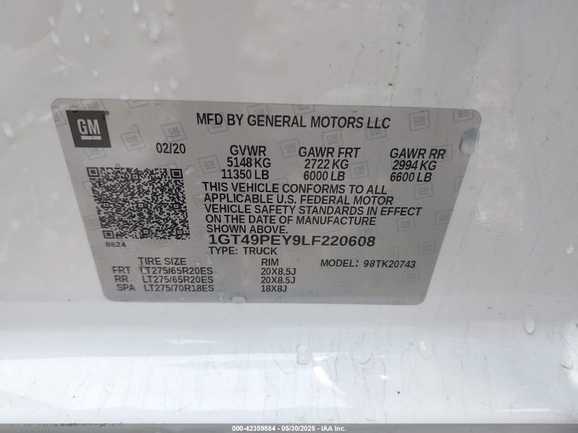 GM
MFD BY GENERAL MOTORS LLC
02/20 GVWR GAWR FRT GAWR RR
5148 KG 2722 KG 2994 KG
11350 LB 6000 LB 6600 LB
THIS VEHICLE CONFORMS TO ALL
APPLICABLE U.S. FEDERAL MOTOR
VEHICLE SAFETY STANDARDS IN EFFECT
ON THE DATE OF MANUFACTURE
SHOWN ABOVE.
8624 1GT49PEY9LF220608
TYPE: TRUCK
TIRE SIZE RIM MODEL: 98TK20743
FRT LT275/65R20ES 20X8.5J
RR LT275/65R20ES 20X8.5J
SPA LT275/70R18ES 18X8J
000-42359684 - 05/30/2025 - IAA Inc.